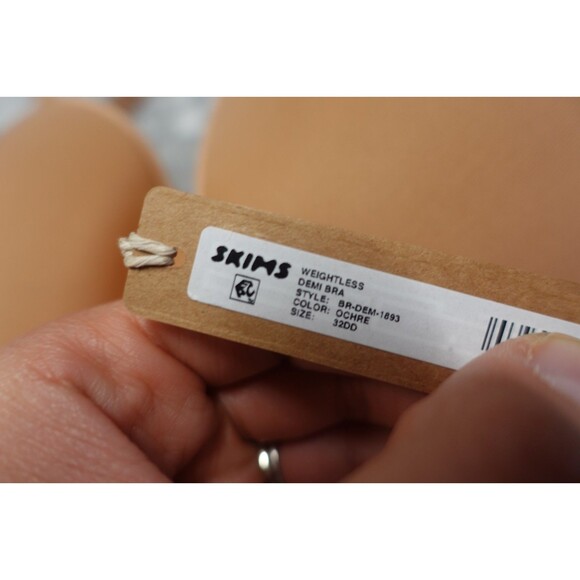 SKIMS
WEIGHTLESS
DEMI BRA
STYLE: BR-DEM-1893
COLOR: OCHRE
SIZE: 32DD